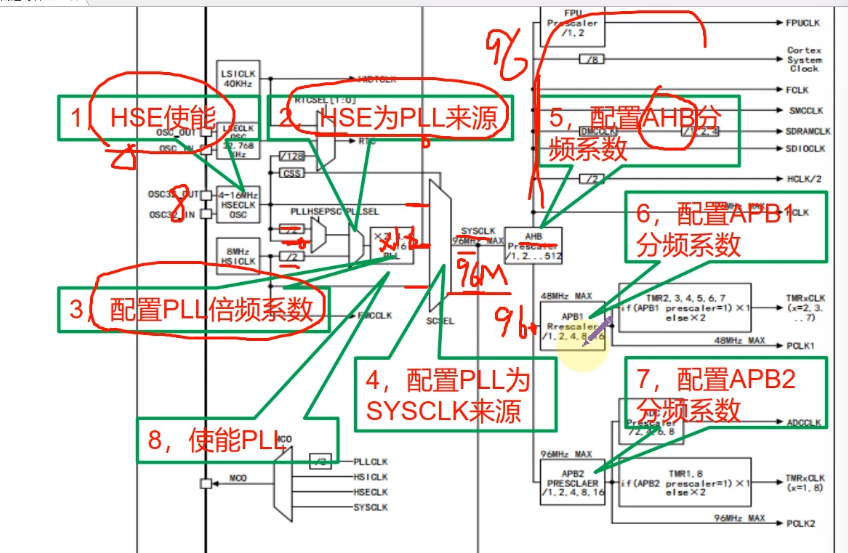 FPU
Prescaler
/1,2
FPUCLK
96
/8
Cortex
System
Clock
LSICLK
40KHz
FCLK
RTCSEL[1:0]
1，HSE使能
2，HSE为PLL来源
5，配置AHB分
频系数
SMCCLK
OSC_OUT
OSC_IN
LSECLK
OSC
32.768
KHz
DMCCLK
/1,2,4
SDRAMCLK
SDIOCLK
/128
CSS
/2
HCLK/2
8
OSC32_OUT
OSC32_IN
4-16MHz
HSECLK
OSC
PLLHSEPSC
PLLSEL
6，配置APB1
分频系数
/2
SYSCLK
96MHz MAX
AHB
Prescaler
/1,2...512
8MHz
HSICLK
/2
PLL
96M
3，配置PLL倍频系数
48MHz MAX
96
APB1
Rrescaler
/1,2,4,8,16
TMR2,3,4,5,6,7
if(APB1 prescaler=1)×1
else×2
TMRxCLK
(x=2,3.
..7)
FMCCLK
SCSEL
48MHz MAX
PCLK1
4，配置PLL为
SYSCLK来源
7，配置APB2
分频系数
8，使能PLL
ADC
Prescaler
/2,4,6,8
ADCCLK
MCO
/2
PLLCLK
HSICLK
HSECLK
SYSCLK
MCO
96MHz MAX
APB2
PRESCLAER
/1,2,4,8,16
TMR1,8
if(APB2 prescaler=1)×1
else×2
TMRxCLK
(x=1,8)
96MHz MAX
PCLK2